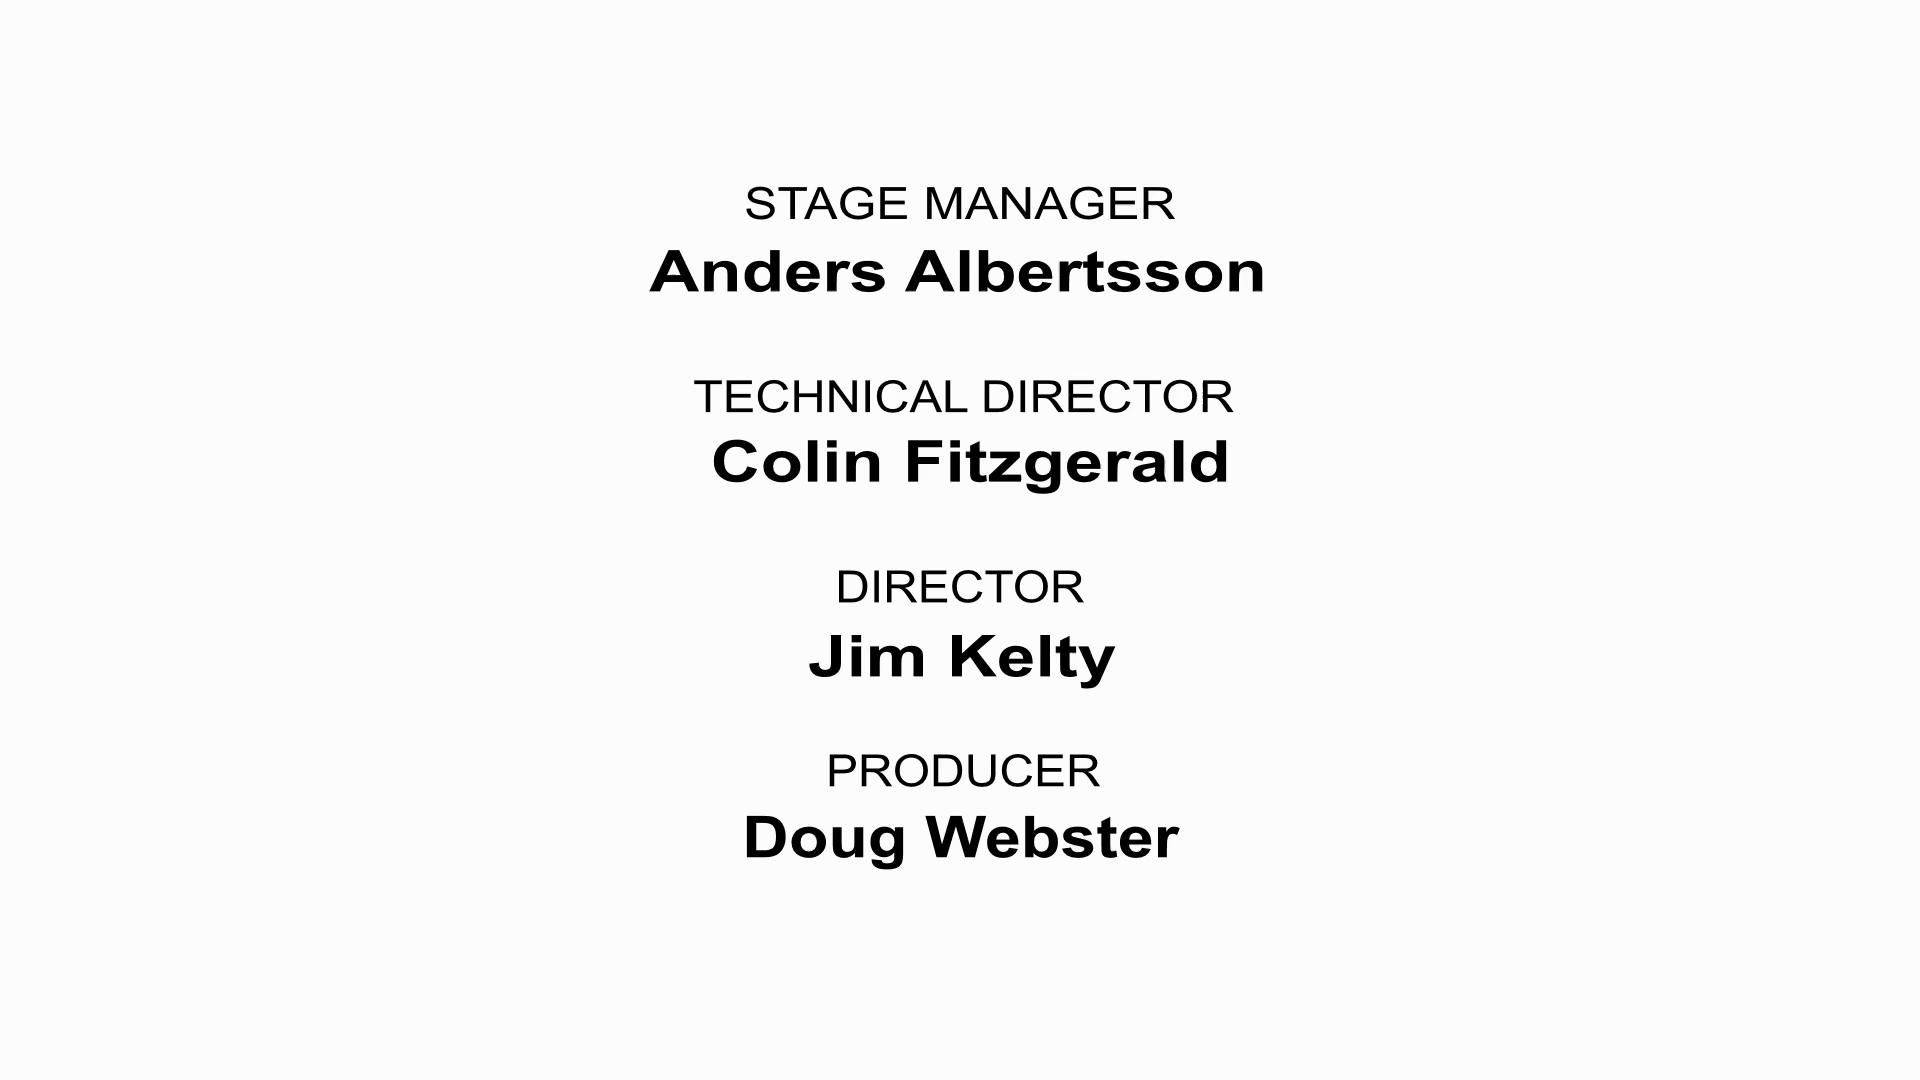 STAGE MANAGER
Anders Albertsson
TECHNICAL DIRECTOR
Colin Fitzgerald
DIRECTOR
Jim Kelty
PRODUCER
Doug Webster